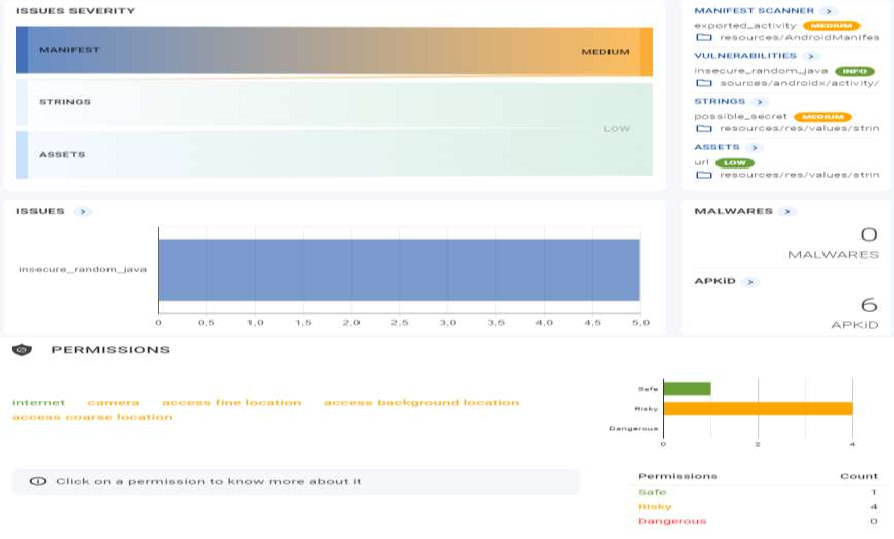 ISSUES SEVERITY
MANIFEST
MEDIUM
STRINGS
LOW
ASSETS
MANIFEST SCANNER >
exported_activity MEDIUM
resources/AndroidManifes
VULNERABILITIES >
insecure_random_java INFO
sources/androidx/activity/
STRINGS >
possible_secret MEDIUM
resources/res/values/strin
ASSETS >
url LOW
resources/res/values/strin
ISSUES >
insecure_random_java
0 0,5 1,0 1,5 2,0 2,5 3,0 3,5 4,0 4,5 5,0
MALWARES >
0
MALWARES
APKiD >
6
APKiD
PERMISSIONS
internet camera access fine location access background location
access coarse location
Click on a permission to know more about it
Safe
Risky
Dangerous
0 2 4
Permissions Count
Safe 1
Risky 4
Dangerous 0